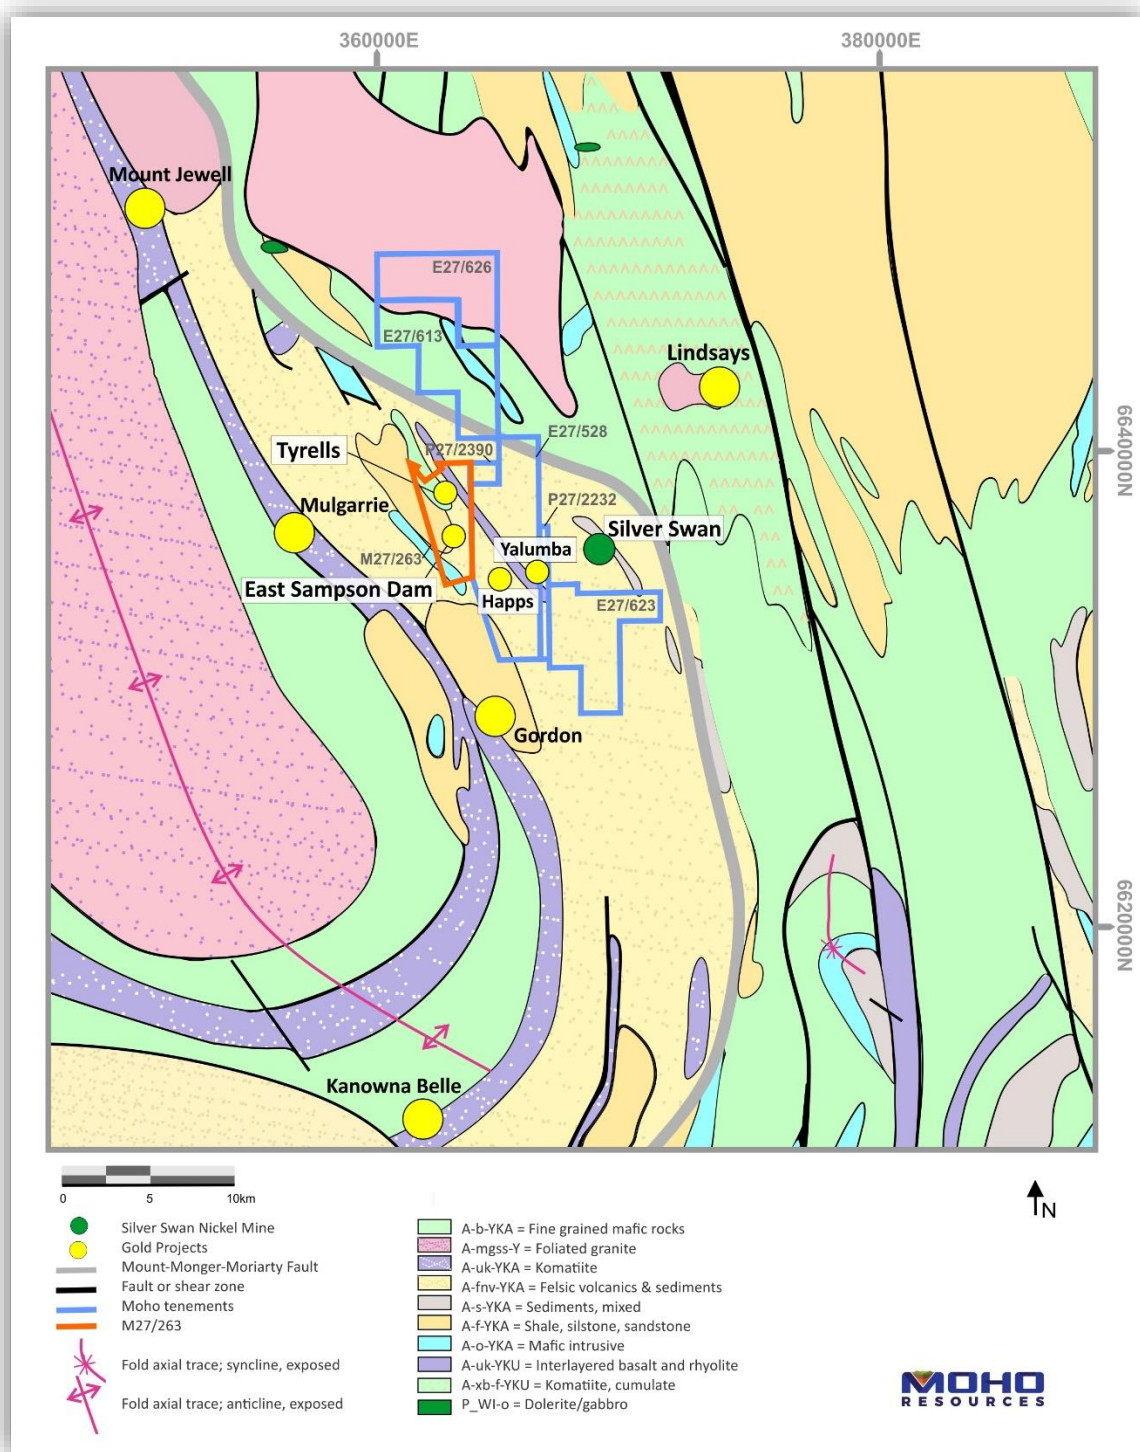 360000E
380000E
Mount Jewell
E27/626
E27/613
Lindsays
E27/528
6640000N
Tyrells
P27/2390
P27/2232
Mulgarrie
Silver Swan
Yalumba
M27/263
East Sampson Dam
Happs
E27/623
Gordon
6620000N
Kanowna Belle
0 5 10km
N
Silver Swan Nickel Mine
Gold Projects
Mount-Monger-Moriarty Fault
Fault or shear zone
Moho tenements
M27/263
Fold axial trace; syncline, exposed
Fold axial trace; anticline, exposed
A-b-YKA = Fine grained mafic rocks
A-mgss-Y = Foliated granite
A-uk-YKA = Komatiite
A-fnv-YKA = Felsic volcanics & sediments
A-s-YKA = Sediments, mixed
A-f-YKA = Shale, silstone, sandstone
A-o-YKA = Mafic intrusive
A-uk-YKU = Interlayered basalt and rhyolite
A-xb-f-YKU = Komatiite, cumulate
P_WI-o = Dolerite/gabbro
MOHO
RESOURCES